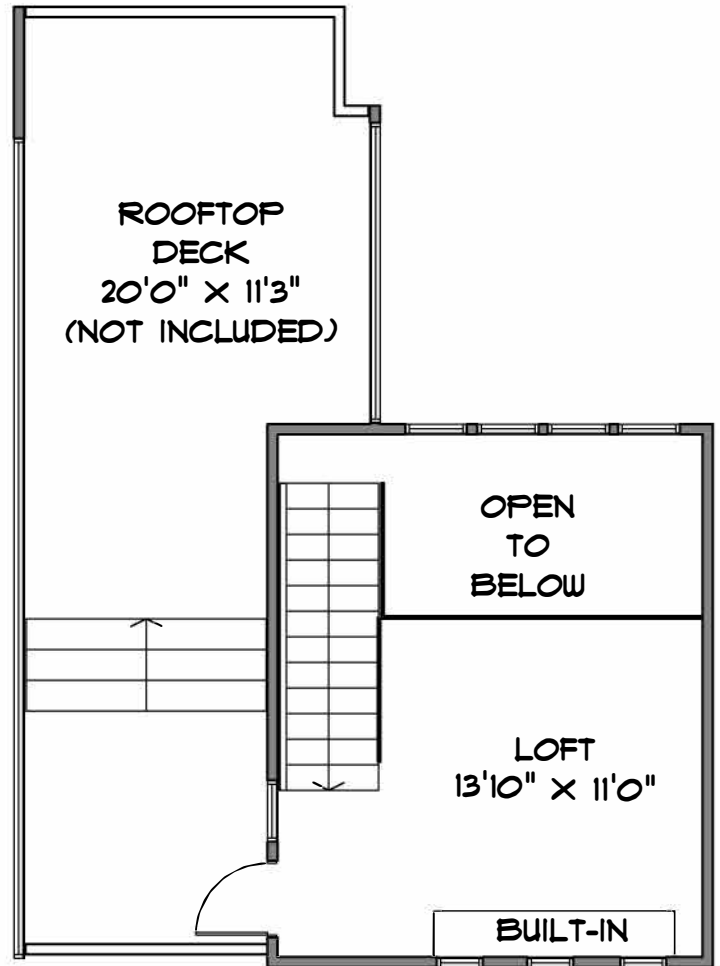 ROOFTOP
DECK
20'0" X 11'3"
(NOT INCLUDED)
OPEN
TO
BELOW
LOFT
13'10" X 11'0"
BUILT-IN